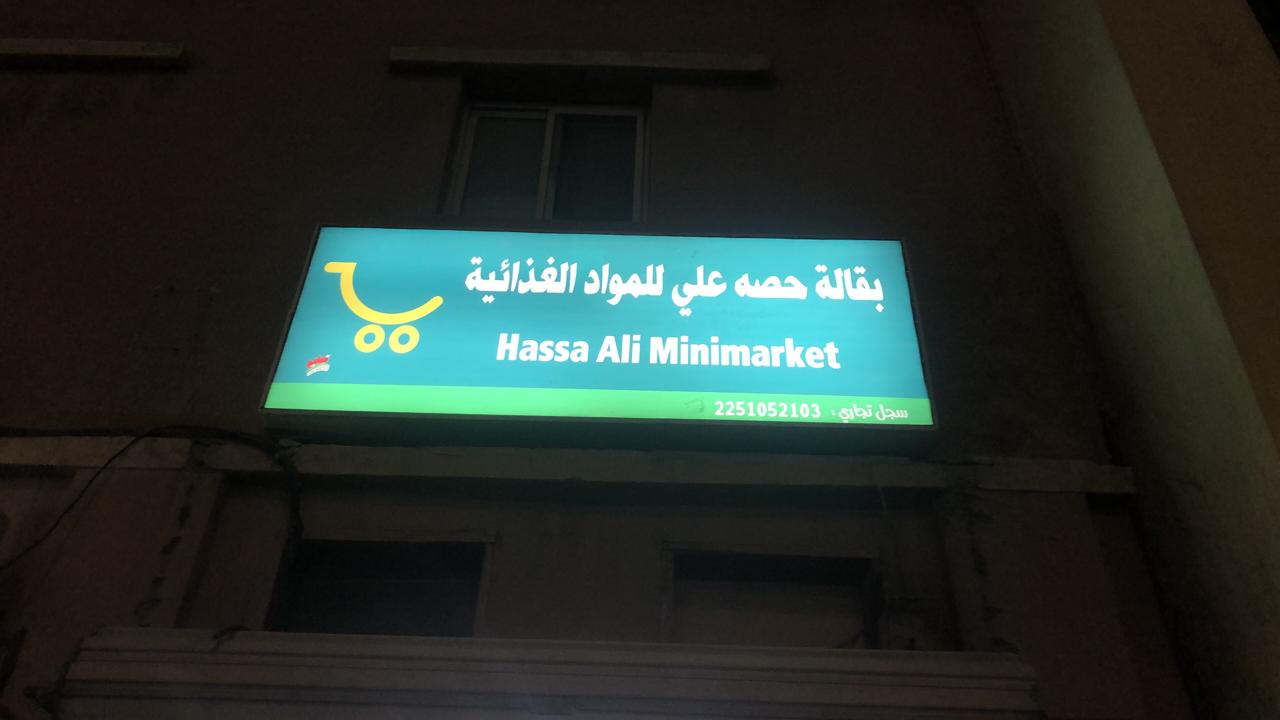 بقالة حصه علي للمواد الغذائية
Hassa Ali Minimarket
سجل تجاري : 2251052103